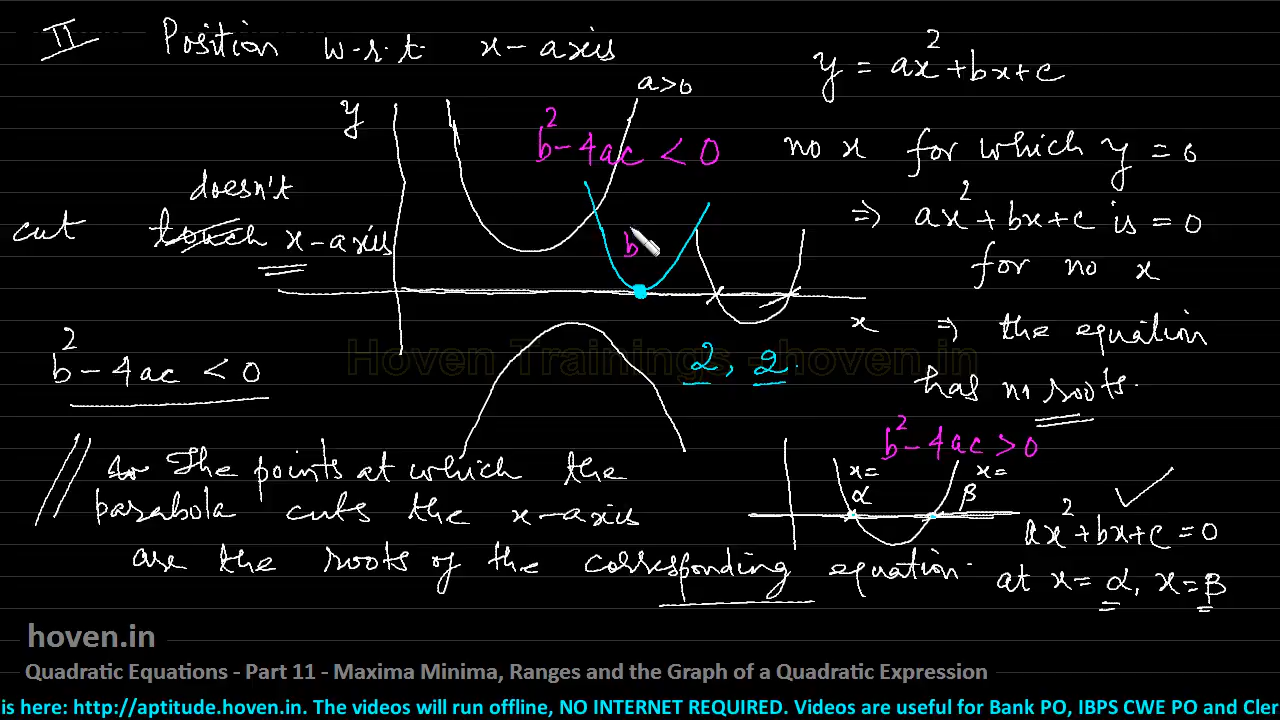 II Position w.r.t. x-axis
y = ax²+bx+c
a>0
y
b²-4ac < 0
no x for which y = 0
doesn't
cut touch x-axis
⇒ ax²+bx+c is = 0
b
for no x
x
⇒ the equation
b²-4ac < 0
Hoven Trainings - hoven.in
2, 2.
has no roots.
b²-4ac > 0
The points at which the
x= α x= β
parabola cuts the x-axis
ax²+bx+c = 0
are the roots of the corresponding equation.
at x= α, x= β
hoven.in
Quadratic Equations - Part 11 - Maxima Minima, Ranges and the Graph of a Quadratic Expression
is here: http://aptitude.hoven.in. The videos will run offline, NO INTERNET REQUIRED. Videos are useful for Bank PO, IBPS CWE PO and Cler